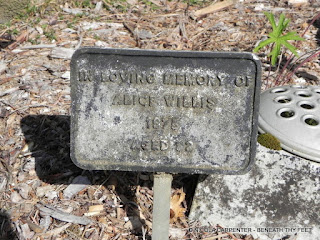 IN LOVING MEMORY OF
ALICE WILLIS
AGED
CARPENTER - BENEATH THY FEET